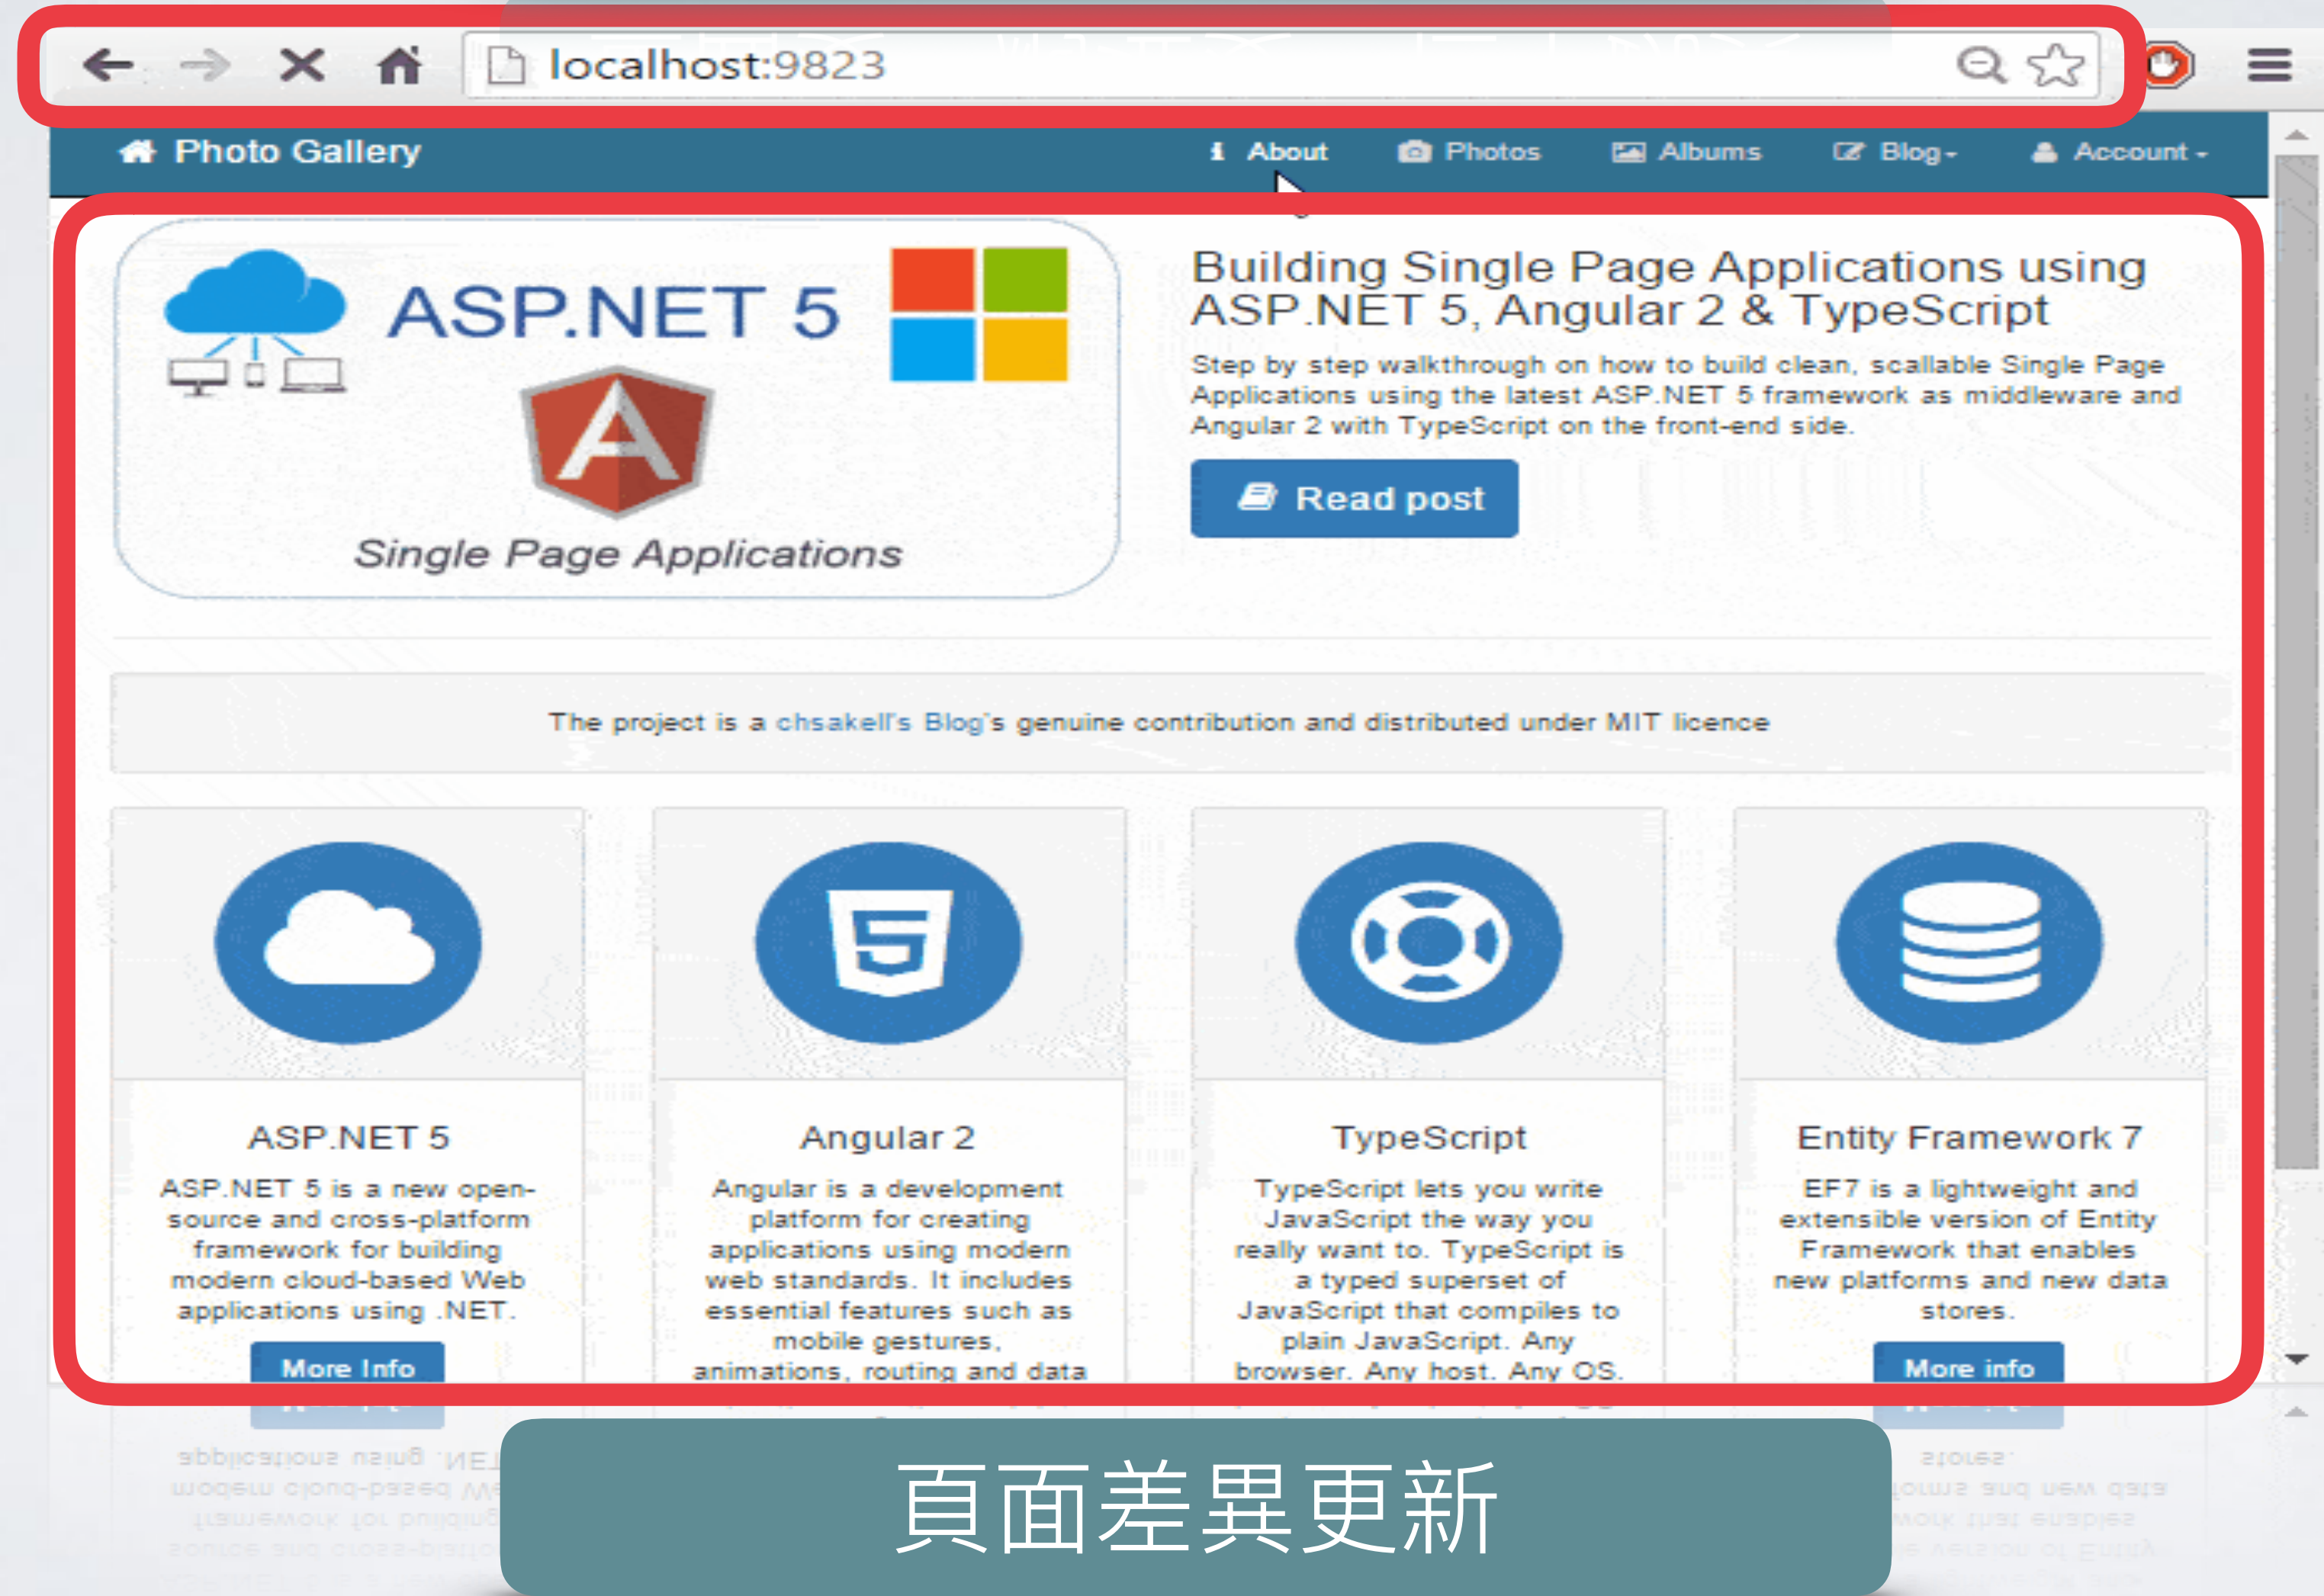 localhost:9823
Photo Gallery
About
Photos
Albums
Blog
Account
ASP.NET 5
Single Page Applications
Building Single Page Applications using
ASP.NET 5, Angular 2 & TypeScript
Step by step walkthrough on how to build clean, scallable Single Page
Applications using the latest ASP.NET 5 framework as middleware and
Angular 2 with TypeScript on the front-end side.
Read post
The project is a chsakell's Blog's genuine contribution and distributed under MIT licence
ASP.NET 5
ASP.NET 5 is a new open-
source and cross-platform
framework for building
modern cloud-based Web
applications using .NET.
More Info
Angular 2
Angular is a development
platform for creating
applications using modern
web standards. It includes
essential features such as
mobile gestures,
animations, routing and data
TypeScript
TypeScript lets you write
JavaScript the way you
really want to. TypeScript is
a typed superset of
JavaScript that compiles to
plain JavaScript. Any
browser. Any host. Any OS.
Entity Framework 7
EF7 is a lightweight and
extensible version of Entity
Framework that enables
new platforms and new data
stores.
More info
頁面差異更新